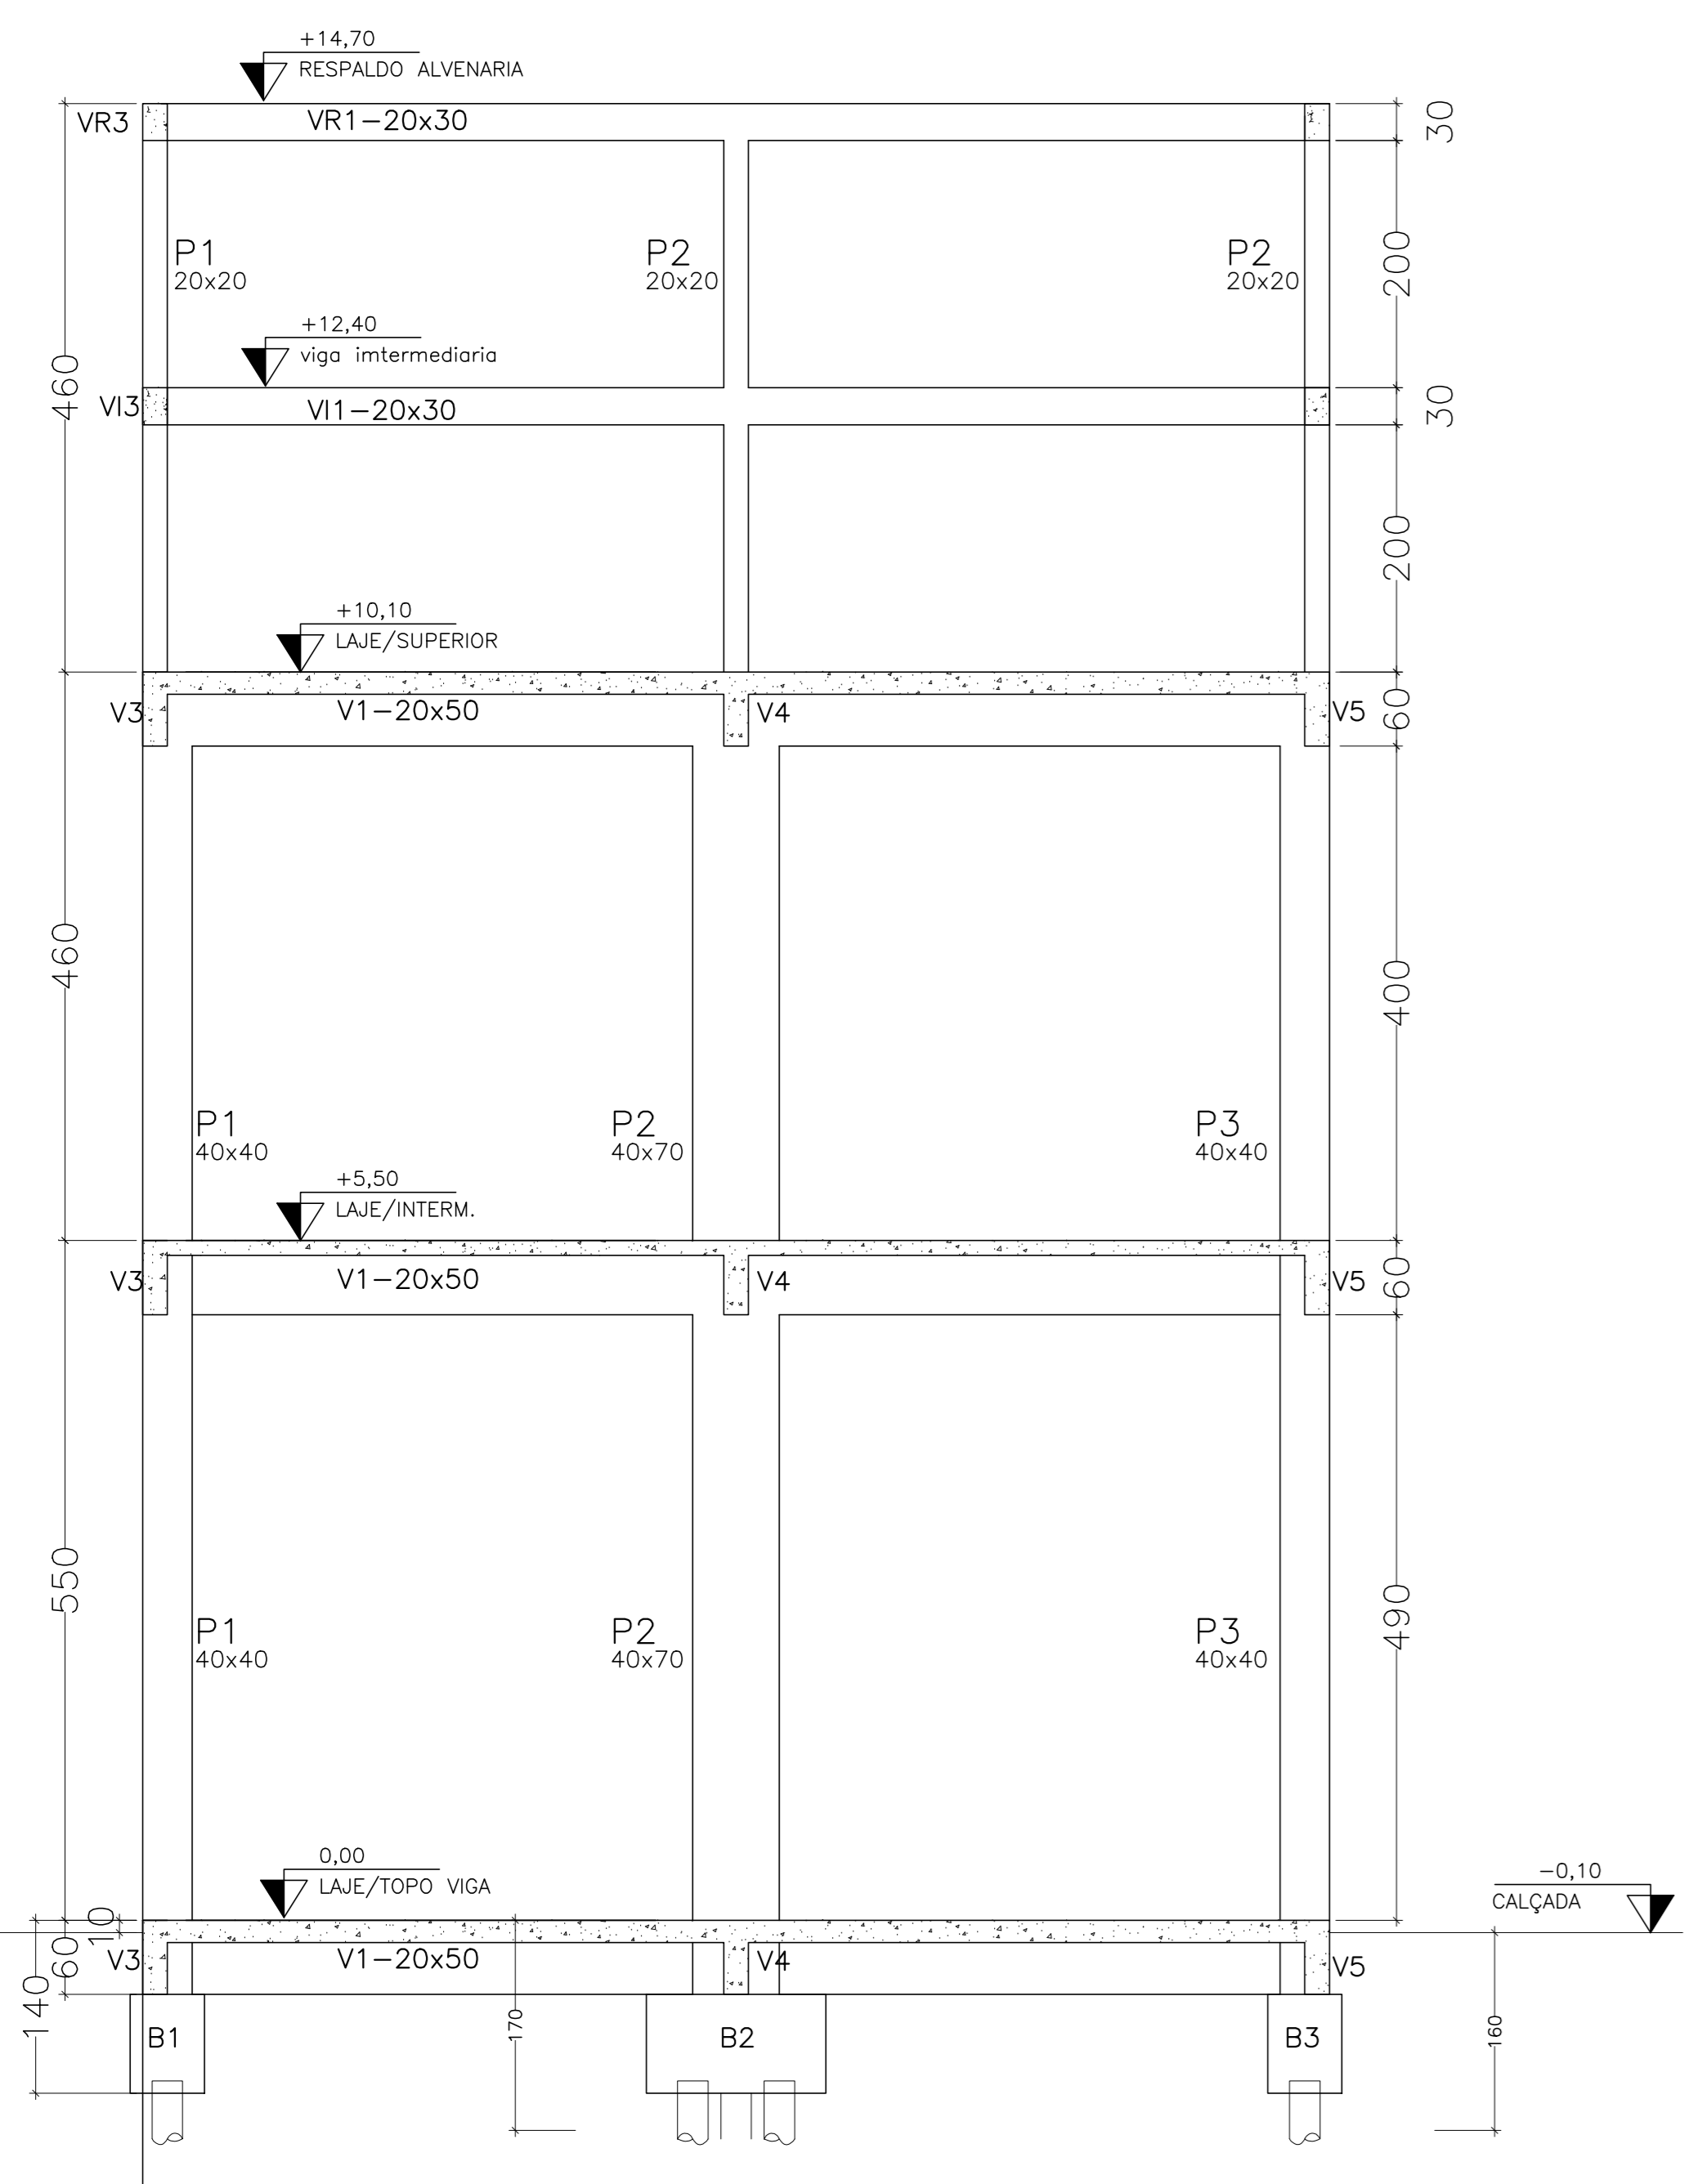 +14,70
RESPALDO ALVENARIA
VR3
VR1-20x30
30
P1
20x20
P2
20x20
P2
20x20
200
+12,40
viga imtermediaria
460
VI3
VI1-20x30
30
200
+10,10
LAJE/SUPERIOR
V3
V1-20x50
V4
V5
60
460
400
P1
40x40
P2
40x70
P3
40x40
+5,50
LAJE/INTERM.
V3
V1-20x50
V4
V5
60
550
490
P1
40x40
P2
40x70
P3
40x40
0,00
LAJE/TOPO VIGA
-0,10
CALÇADA
10
V3
V1-20x50
V4
V5
60
140
B1
170
B2
B3
160